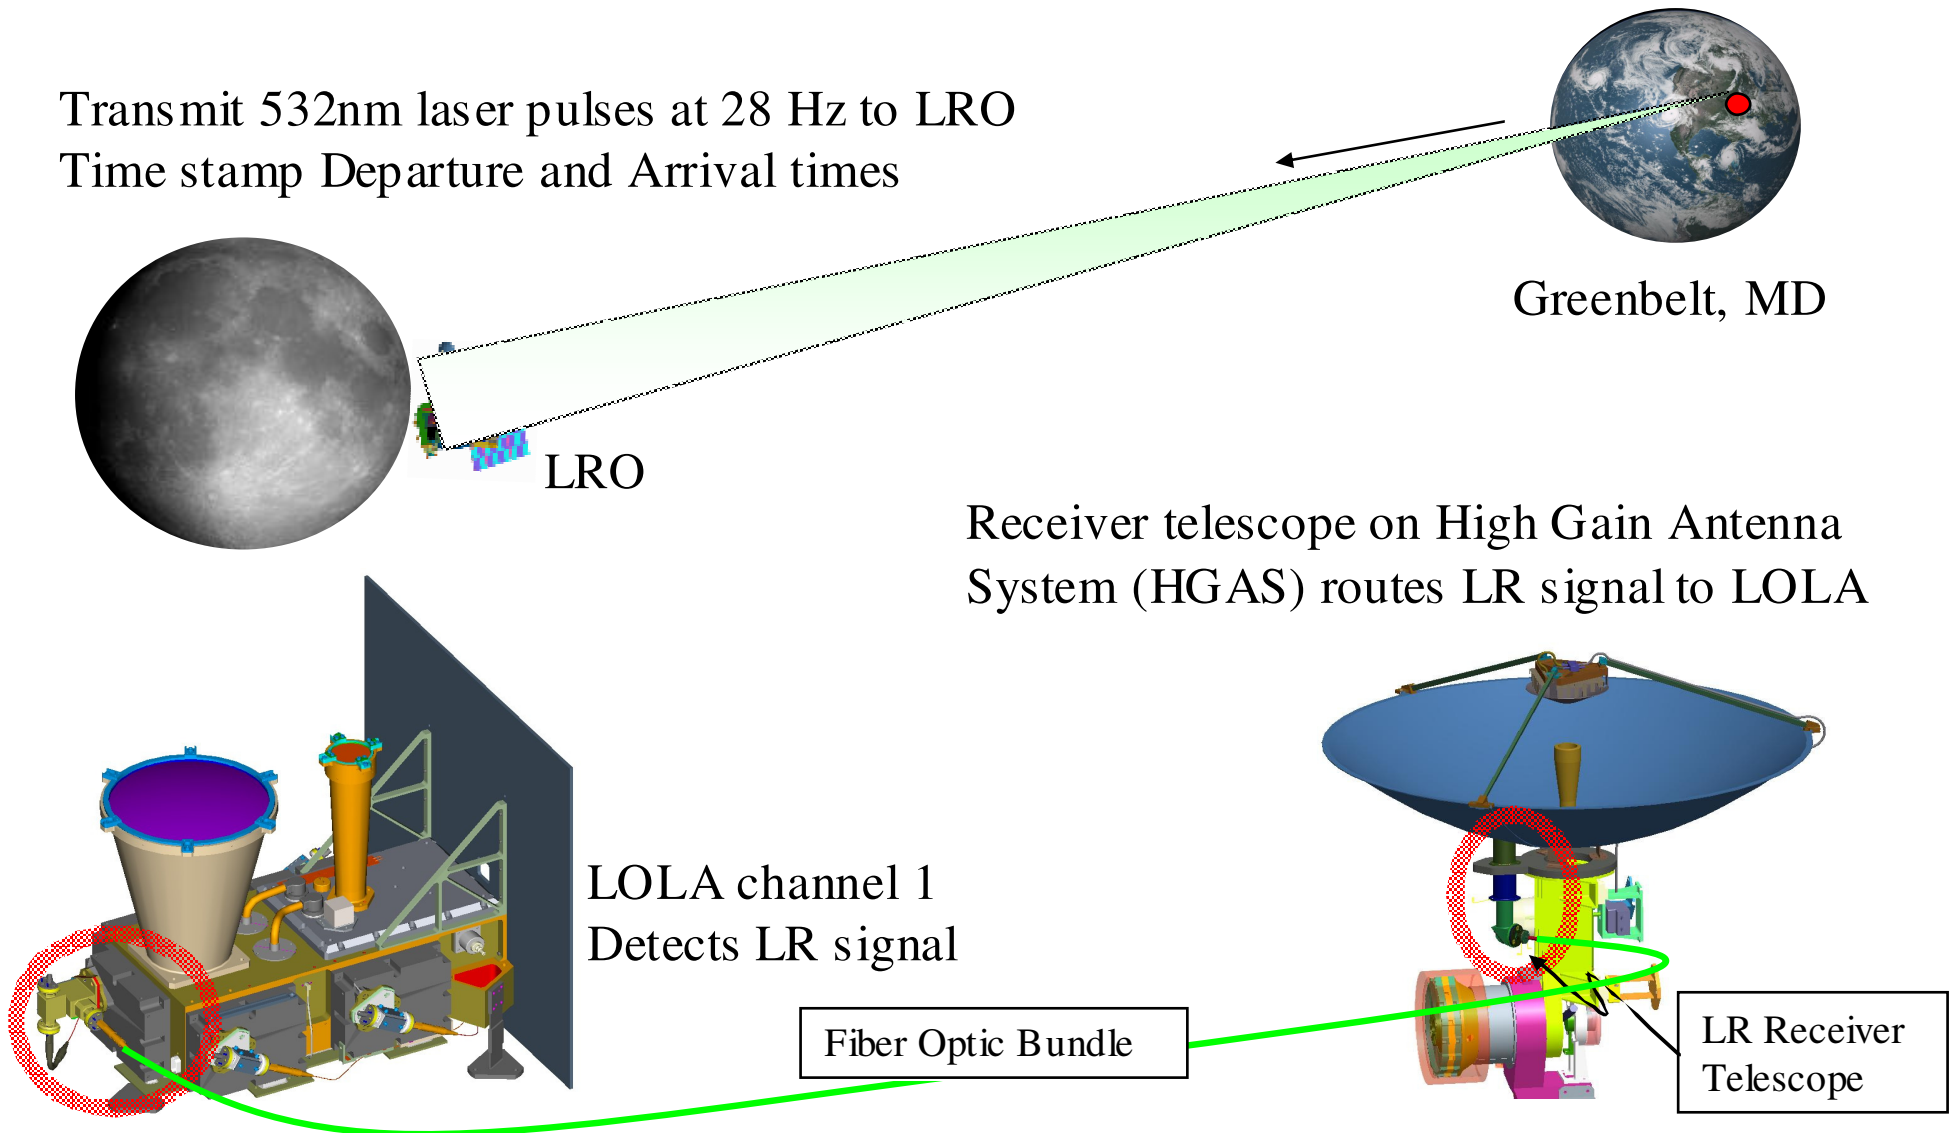 Transmit 532nm laser pulses at 28 Hz to LRO
Time stamp Departure and Arrival times
Greenbelt, MD
LRO
Receiver telescope on High Gain Antenna
System (HGAS) routes LR signal to LOLA
LOLA channel 1
Detects LR signal
Fiber Optic Bundle
LR Receiver
Telescope